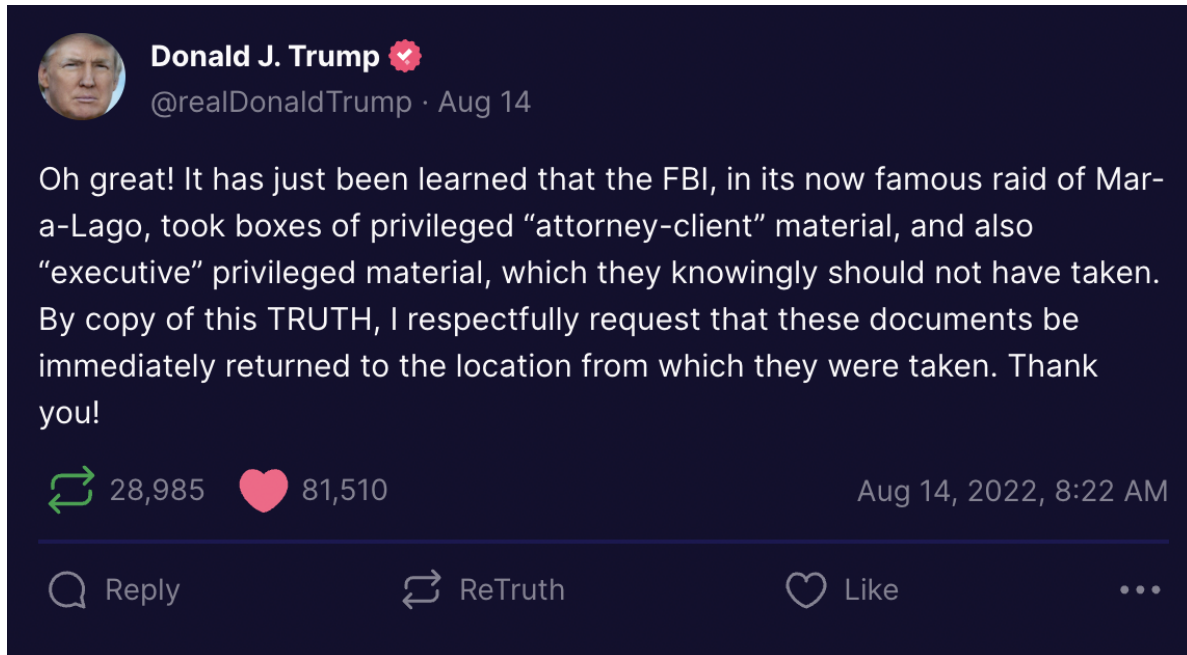 Donald J. Trump
@realDonaldTrump · Aug 14
Oh great! It has just been learned that the FBI, in its now famous raid of Mar-
a-Lago, took boxes of privileged “attorney-client” material, and also
“executive” privileged material, which they knowingly should not have taken.
By copy of this TRUTH, I respectfully request that these documents be
immediately returned to the location from which they were taken. Thank
you!
28,985 81,510 Aug 14, 2022, 8:22 AM
Reply ReTruth Like